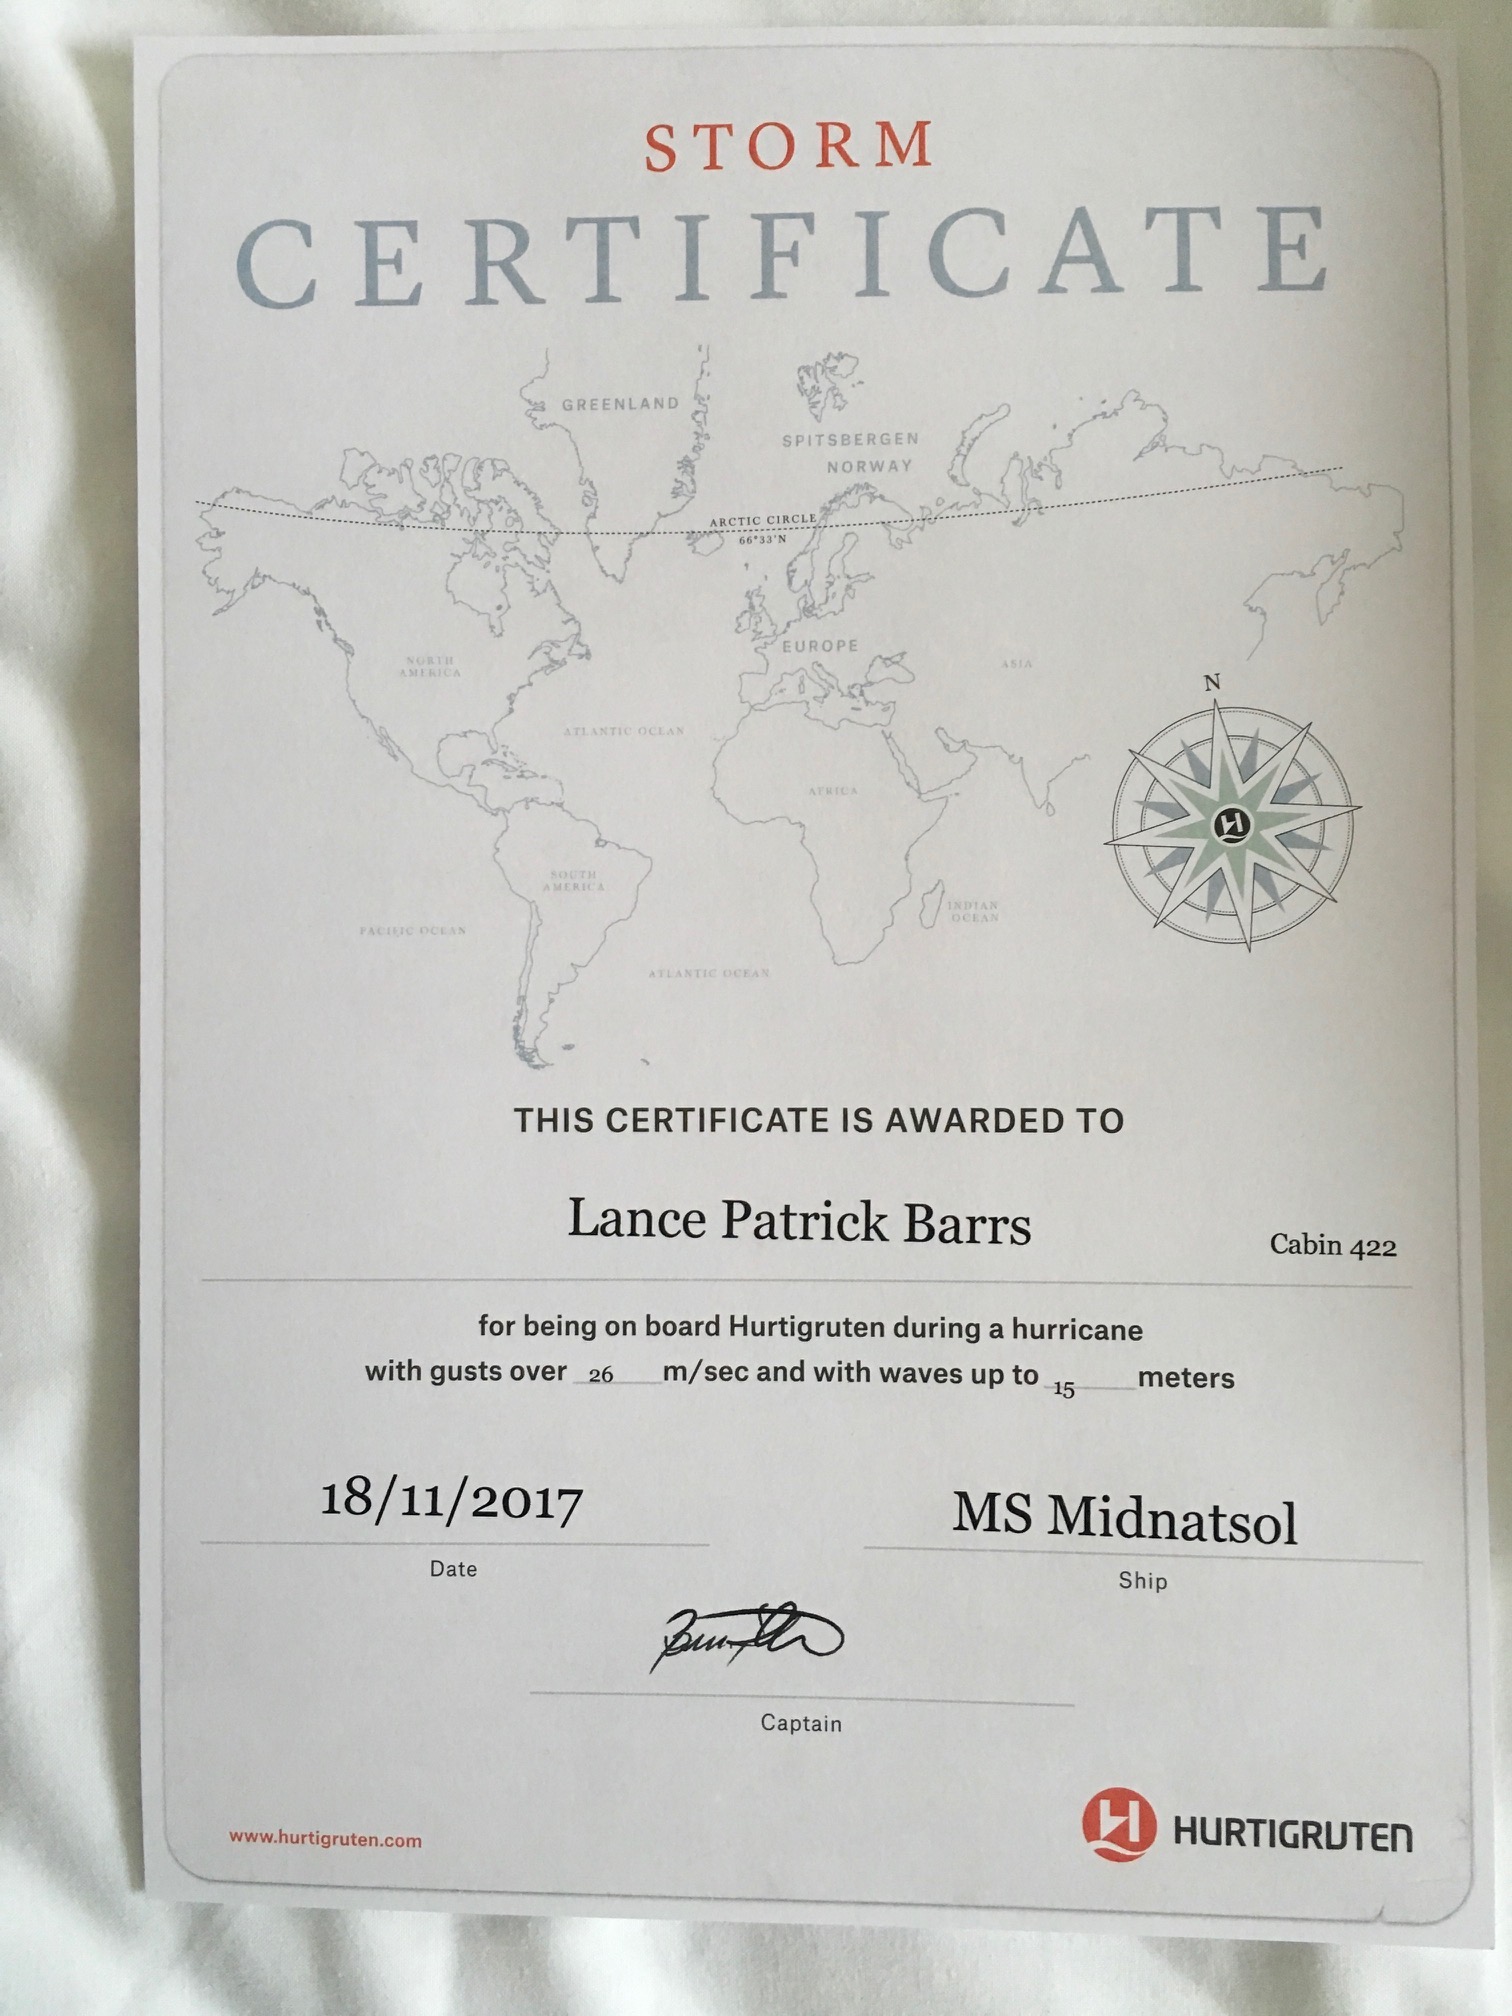 STORM
CERTIFICATE
GREENLAND
SPITSBERGEN
NORWAY
ARCTIC CIRCLE
66°33'N
EUROPE
NORTH
AMERICA
ASIA
N
ATLANTIC OCEAN
AFRICA
SOUTH
AMERICA
INDIAN
OCEAN
PACIFIC OCEAN
ATLANTIC OCEAN
THIS CERTIFICATE IS AWARDED TO
Lance Patrick Barrs Cabin 422
for being on board Hurtigruten during a hurricane
with gusts over 26 m/sec and with waves up to 15 meters
18/11/2017 MS Midnatsol
Date Ship
Captain
www.hurtigruten.com HURTIGRUTEN